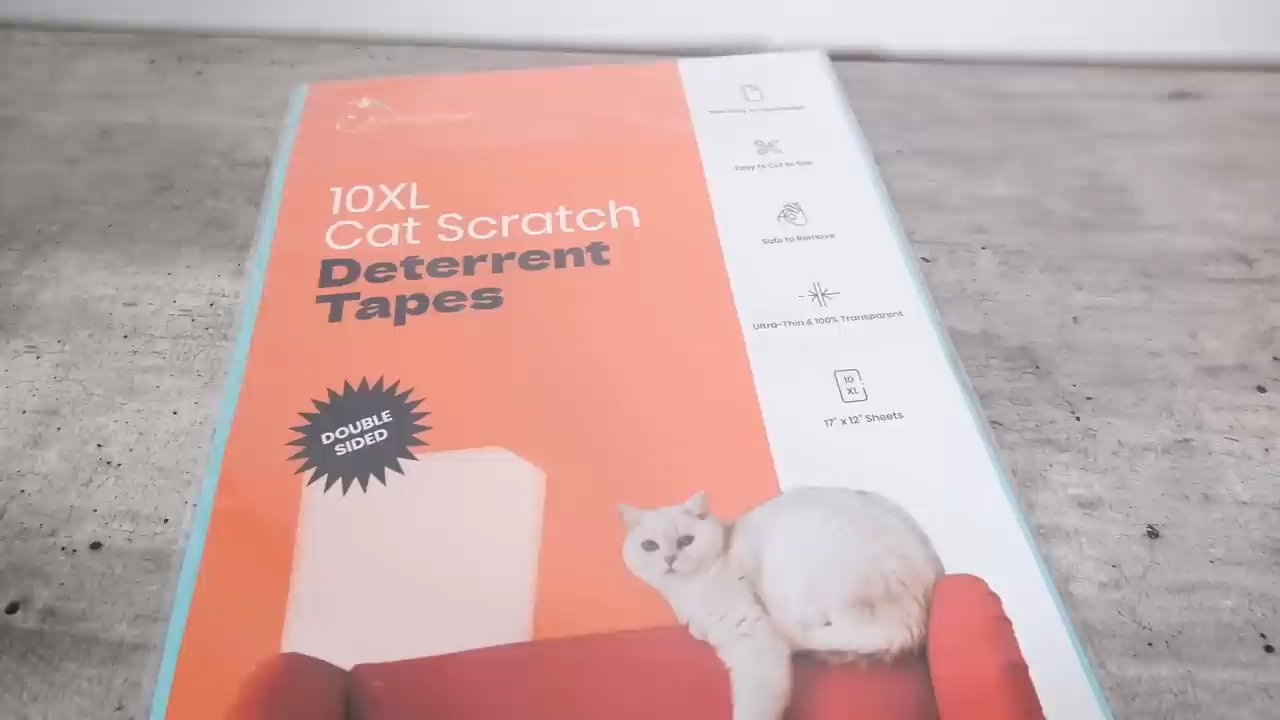 10XL
Cat Scratch
Deterrent
Tapes
DOUBLE
SIDED
Easy to Cut to Size
Safe to Remove
Ultra-Thin & 100% Transparent
10
XL
17" x 12" Sheets